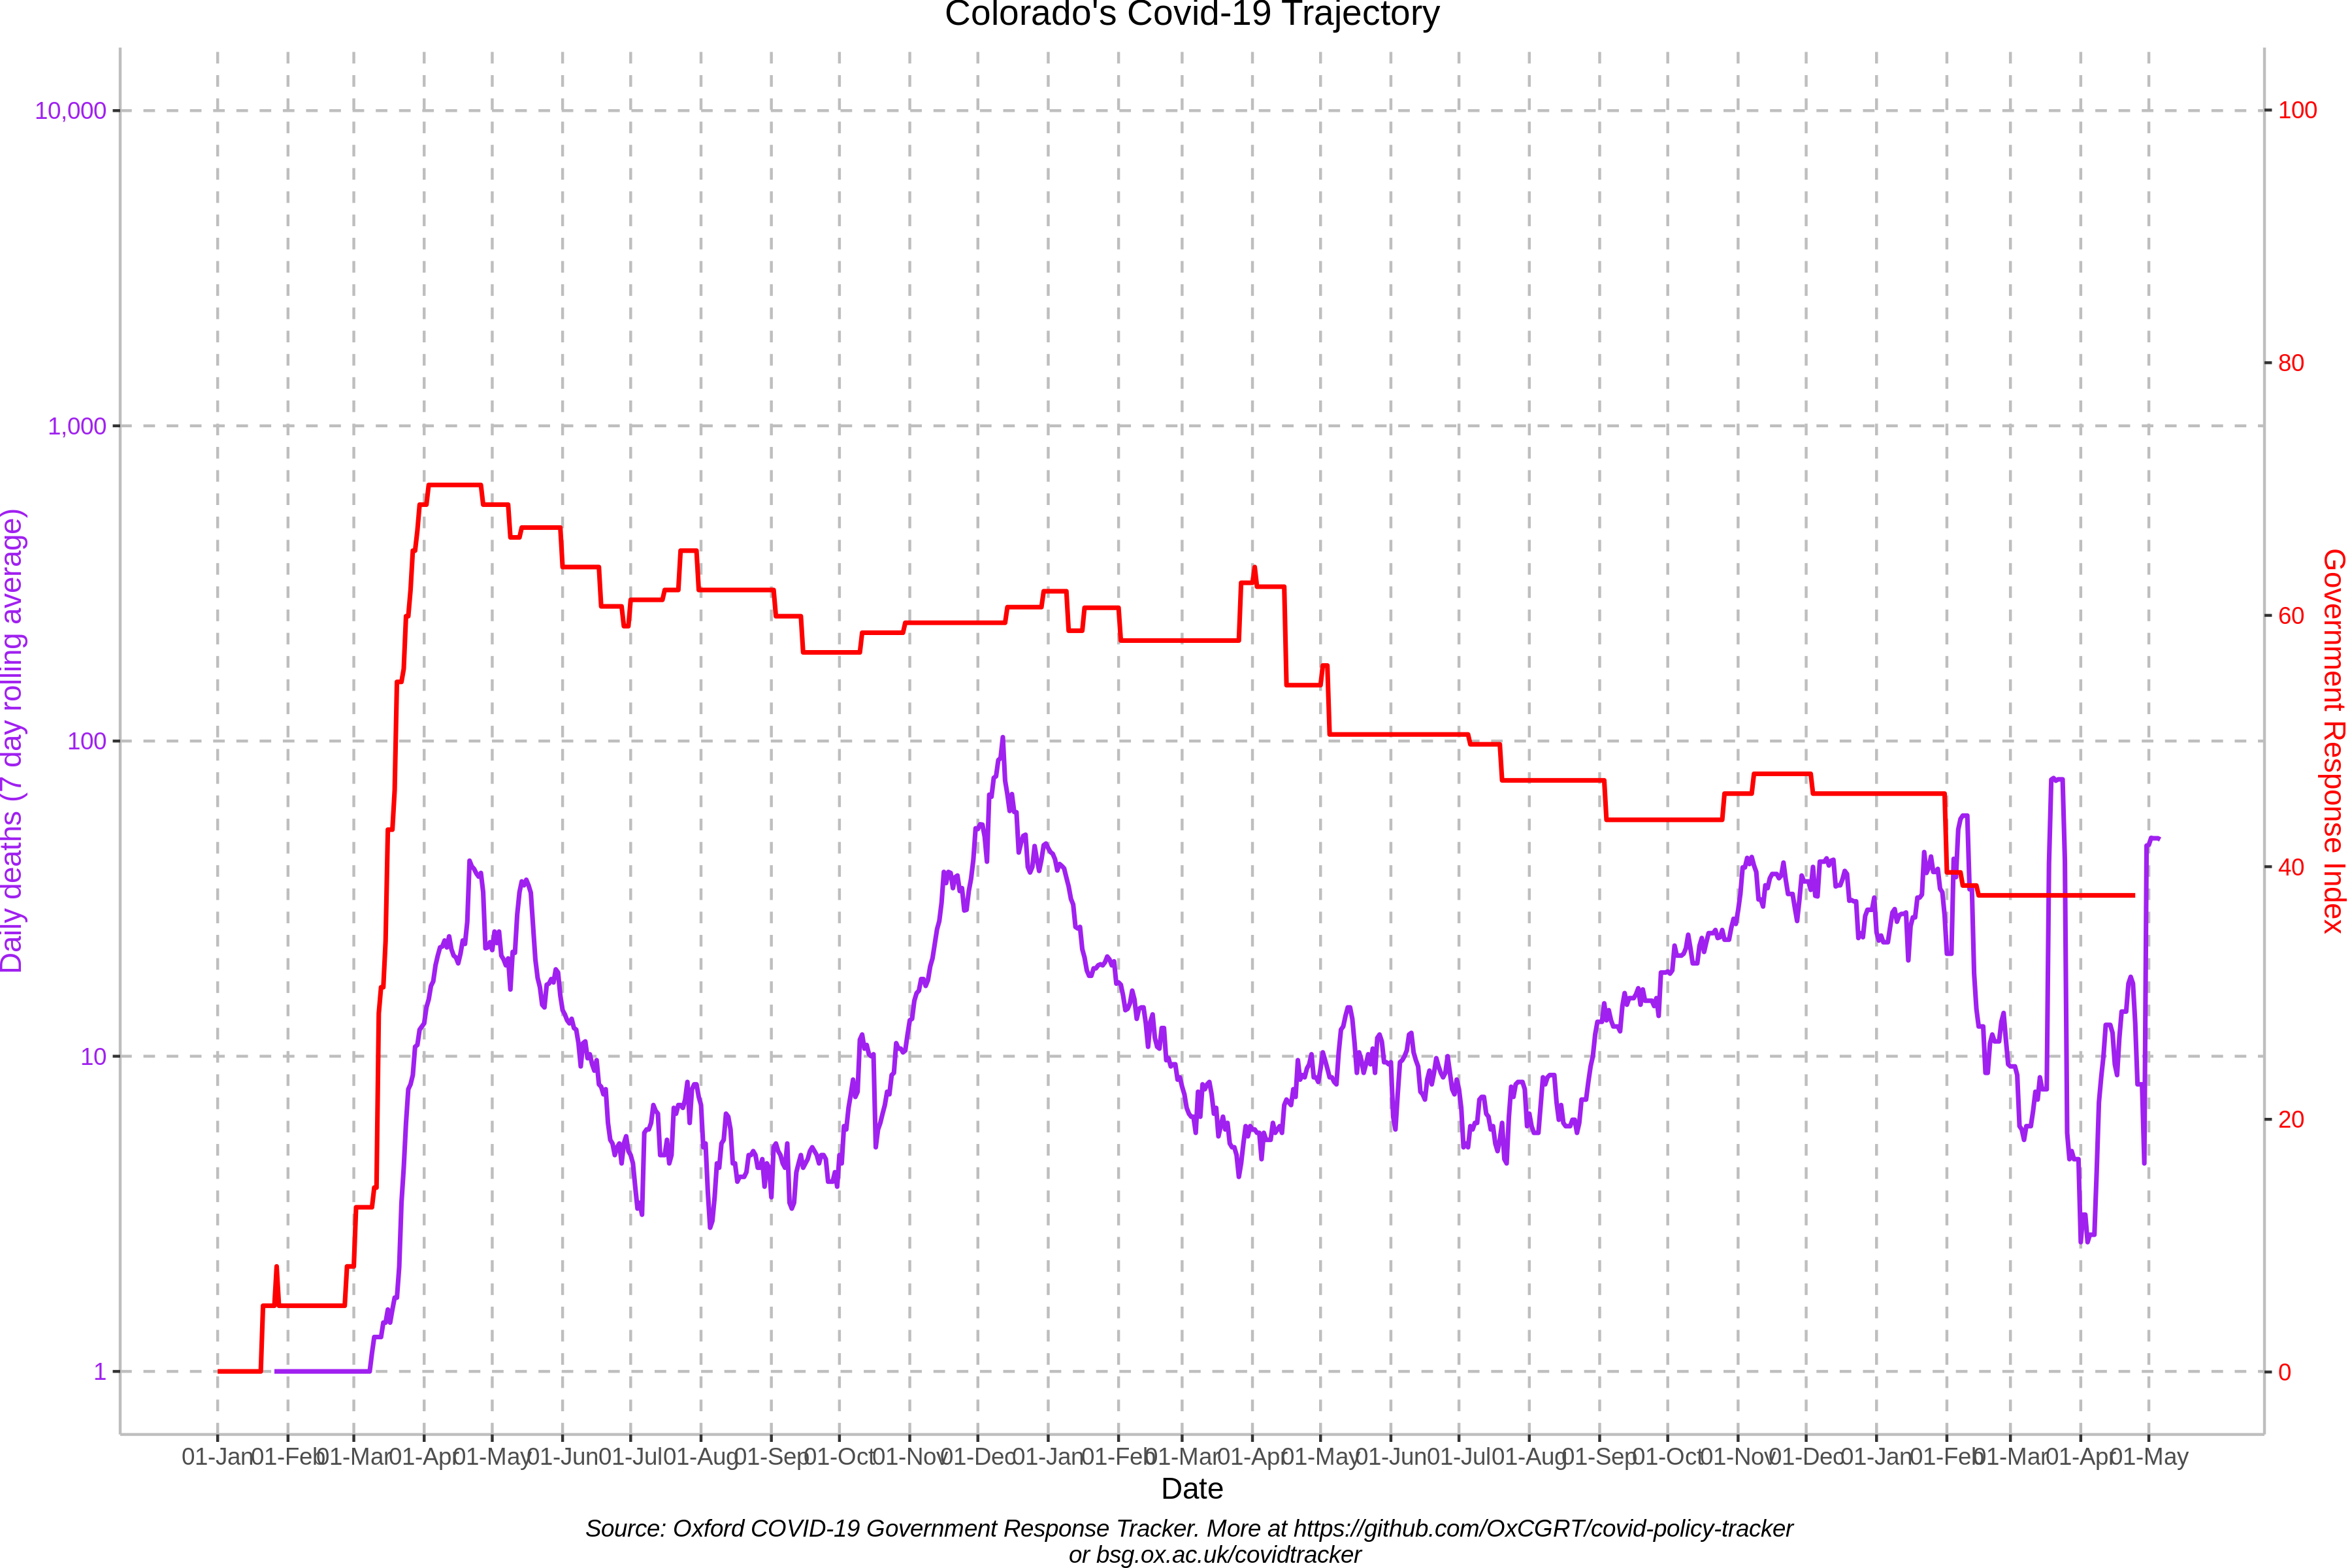 Colorado's Covid-19 Trajectory
10,000
1,000
100
10
1
Daily deaths (7 day rolling average)
100
80
60
40
20
0
Government Response Index
01-Jan 01-Feb 01-Mar 01-Apr 01-May 01-Jun 01-Jul 01-Aug 01-Sep 01-Oct 01-Nov 01-Dec 01-Jan 01-Feb 01-Mar 01-Apr 01-May 01-Jun 01-Jul 01-Aug 01-Sep 01-Oct 01-Nov 01-Dec 01-Jan 01-Feb 01-Mar 01-Apr 01-May
Date
Source: Oxford COVID-19 Government Response Tracker. More at https://github.com/OxCGRT/covid-policy-tracker
or bsg.ox.ac.uk/covidtracker